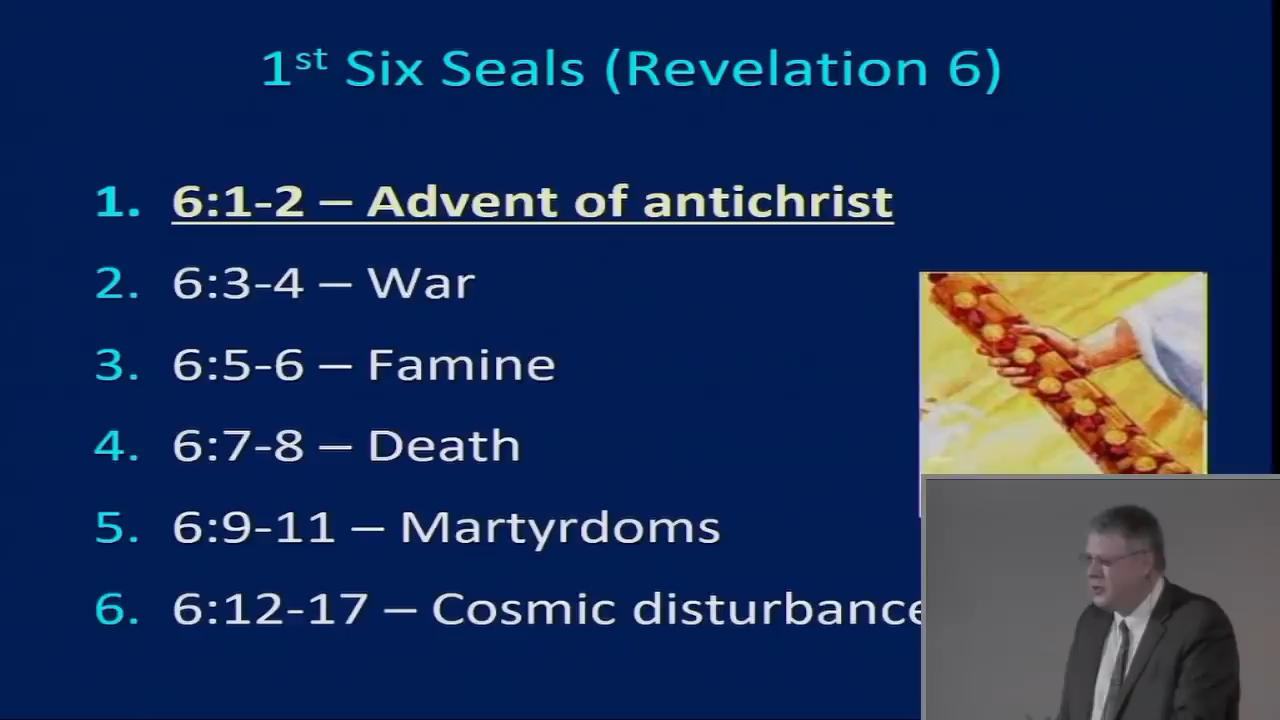 1st Six Seals (Revelation 6)
1. 6:1-2 – Advent of antichrist
2. 6:3-4 – War
3. 6:5-6 – Famine
4. 6:7-8 – Death
5. 6:9-11 – Martyrdoms
6. 6:12-17 – Cosmic disturbance